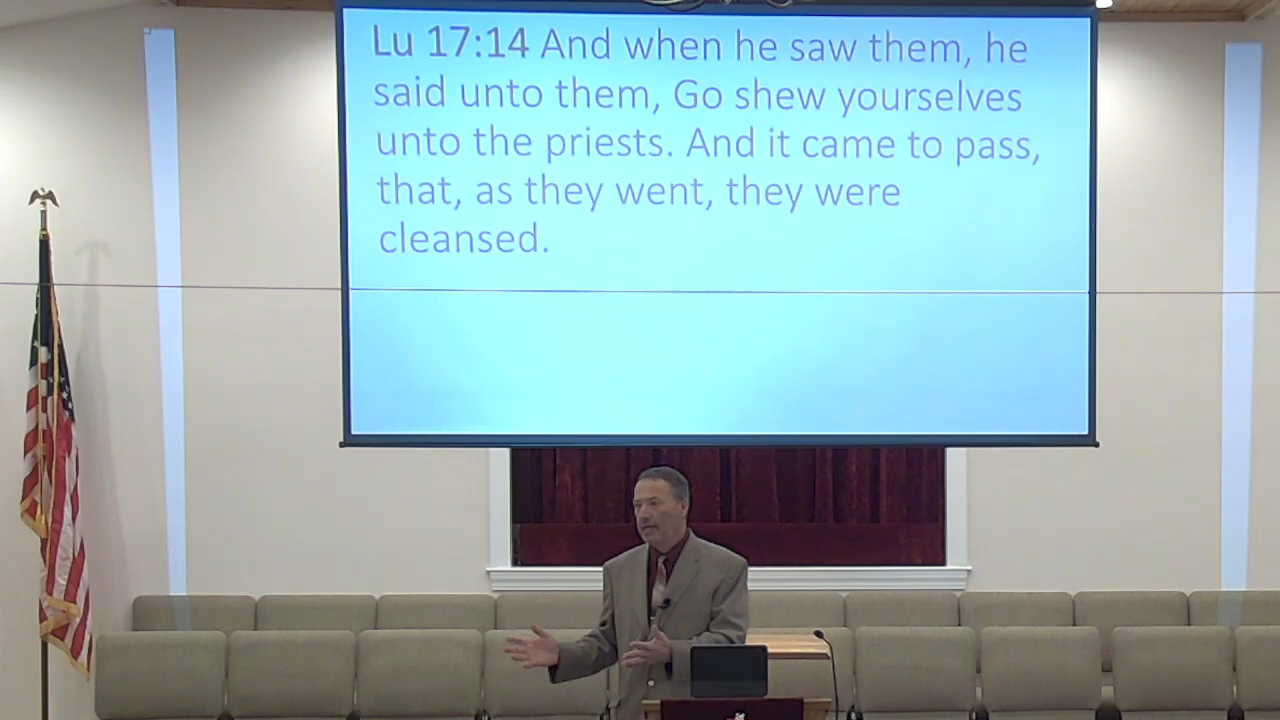 Lu 17:14 And when he saw them, he
said unto them, Go shew yourselves
unto the priests. And it came to pass,
that, as they went, they were
cleansed.